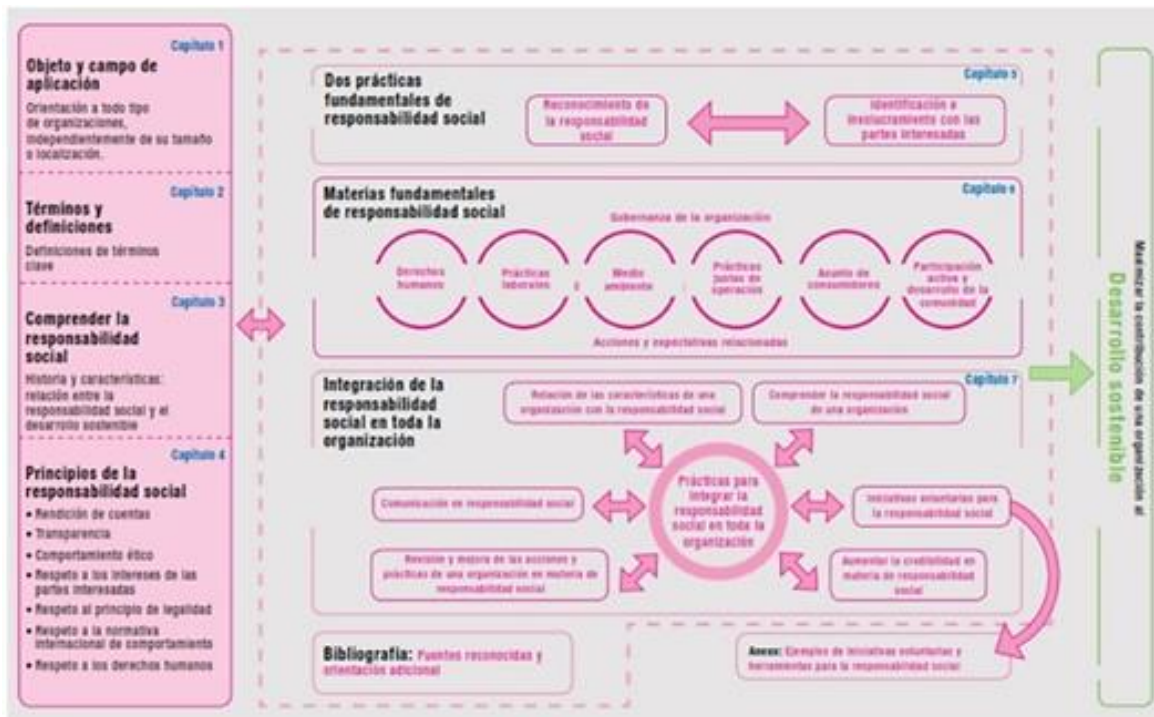 Capítulo 1
Objeto y campo de
aplicación
Orientación a todo tipo
de organizaciones,
independientemente de su tamaño
o localización.
Capítulo 2
Términos y
definiciones
Definiciones de términos
clave
Capítulo 3
Comprender la
responsabilidad
social
Historia y características:
relación entre la
responsabilidad social y el
desarrollo sostenible
Capítulo 4
Principios de la
responsabilidad social
• Rendición de cuentas
• Transparencia
• Comportamiento ético
• Respeto a los intereses de las
partes interesadas
• Respeto al principio de legalidad
• Respeto a la normativa
internacional de comportamiento
• Respeto a los derechos humanos
Capítulo 5
Dos prácticas
fundamentales de
responsabilidad social
Reconocimiento de
la responsabilidad
social
Identificación e
involucramiento con las
partes interesadas
Capítulo 6
Materias fundamentales
de responsabilidad social
Gobernanza de la organización
Derechos
humanos
Prácticas
laborales
Medio
ambiente
Prácticas
justas de
operación
Asunto de
consumidores
Participación
activa y
desarrollo de la
comunidad
Acciones y expectativas relacionadas
Capítulo 7
Integración de la
responsabilidad
social en toda la
organización
Relación de las características de una
organización con la responsabilidad social
Comprender la responsabilidad social
de una organización
Prácticas para
integrar la
responsabilidad
social en toda la
organización
Comunicación en responsabilidad social
Iniciativas voluntarias para
la responsabilidad social
Revisión y mejora de las acciones y
prácticas de una organización en materia de
responsabilidad social
Aumentar la credibilidad en
materia de responsabilidad
social
Bibliografía: Fuentes reconocidas y
orientación adicional
Anexo: Ejemplos de iniciativas voluntarias y
herramientas para la responsabilidad social
Maximizar la contribución de una organización al
Desarrollo sostenible